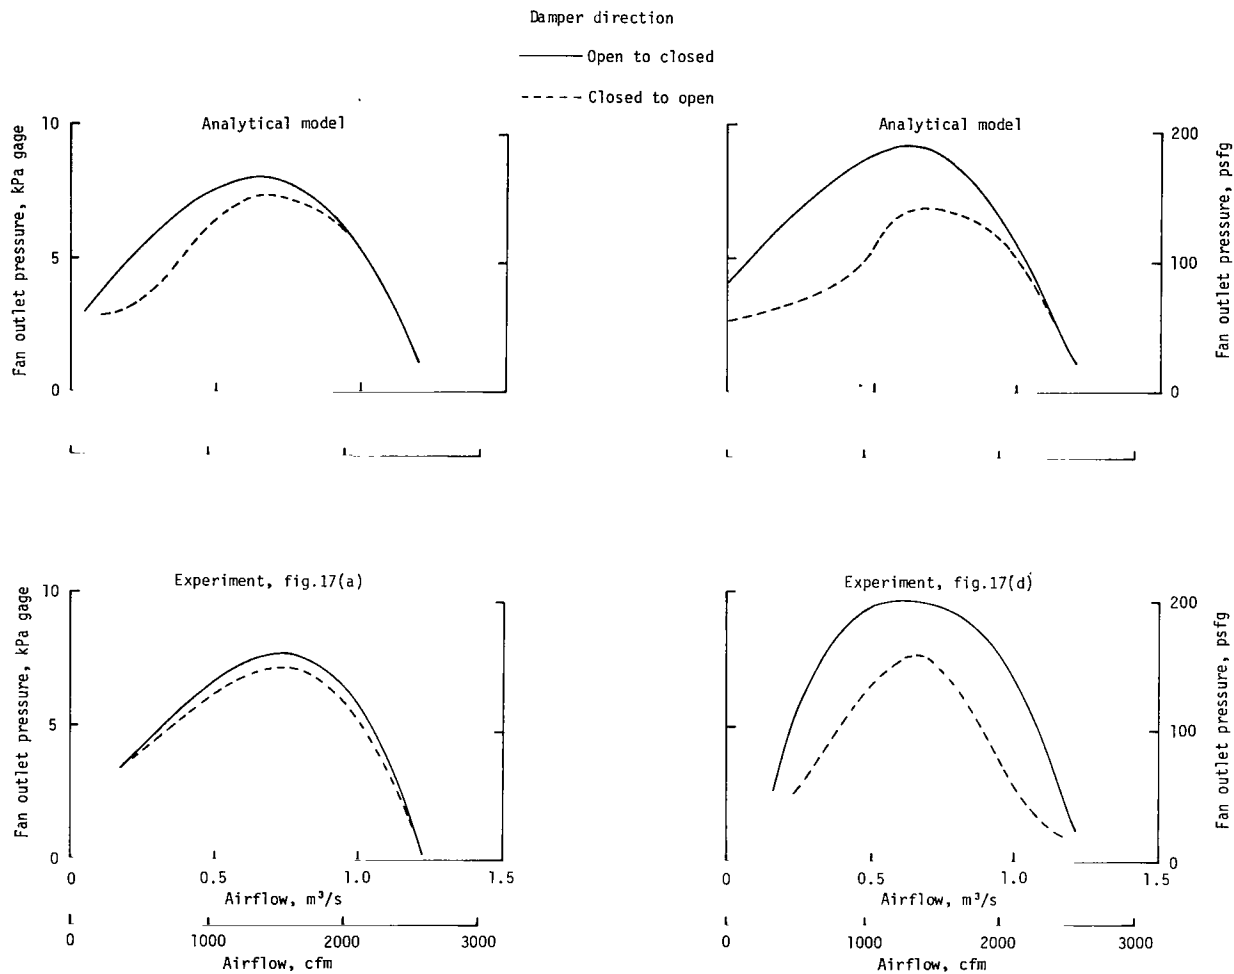 Damper direction
Open to closed
Closed to open
Analytical model
10
5
0
Fan outlet pressure, kPa gage
Analytical model
200
100
0
Fan outlet pressure, psfg
Experiment, fig.17(a)
10
5
0
Fan outlet pressure, kPa gage
0 0.5 1.0 1.5
Airflow, m³/s
0 1000 2000 3000
Airflow, cfm
Experiment, fig.17(d)
200
100
0
Fan outlet pressure, psfg
0 0.5 1.0 1.5
Airflow, m³/s
0 1000 2000 3000
Airflow, cfm